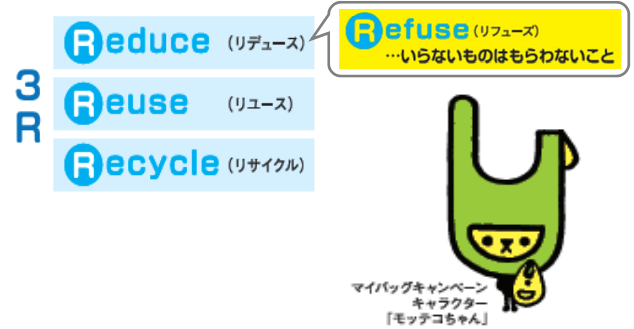 3R
Reduce (リデュース)
Refuse (リフューズ)
…いらないものはもらわないこと
Reuse (リユース)
Recycle (リサイクル)
マイバッグキャンペーン
キャラクター
「モッテコちゃん」